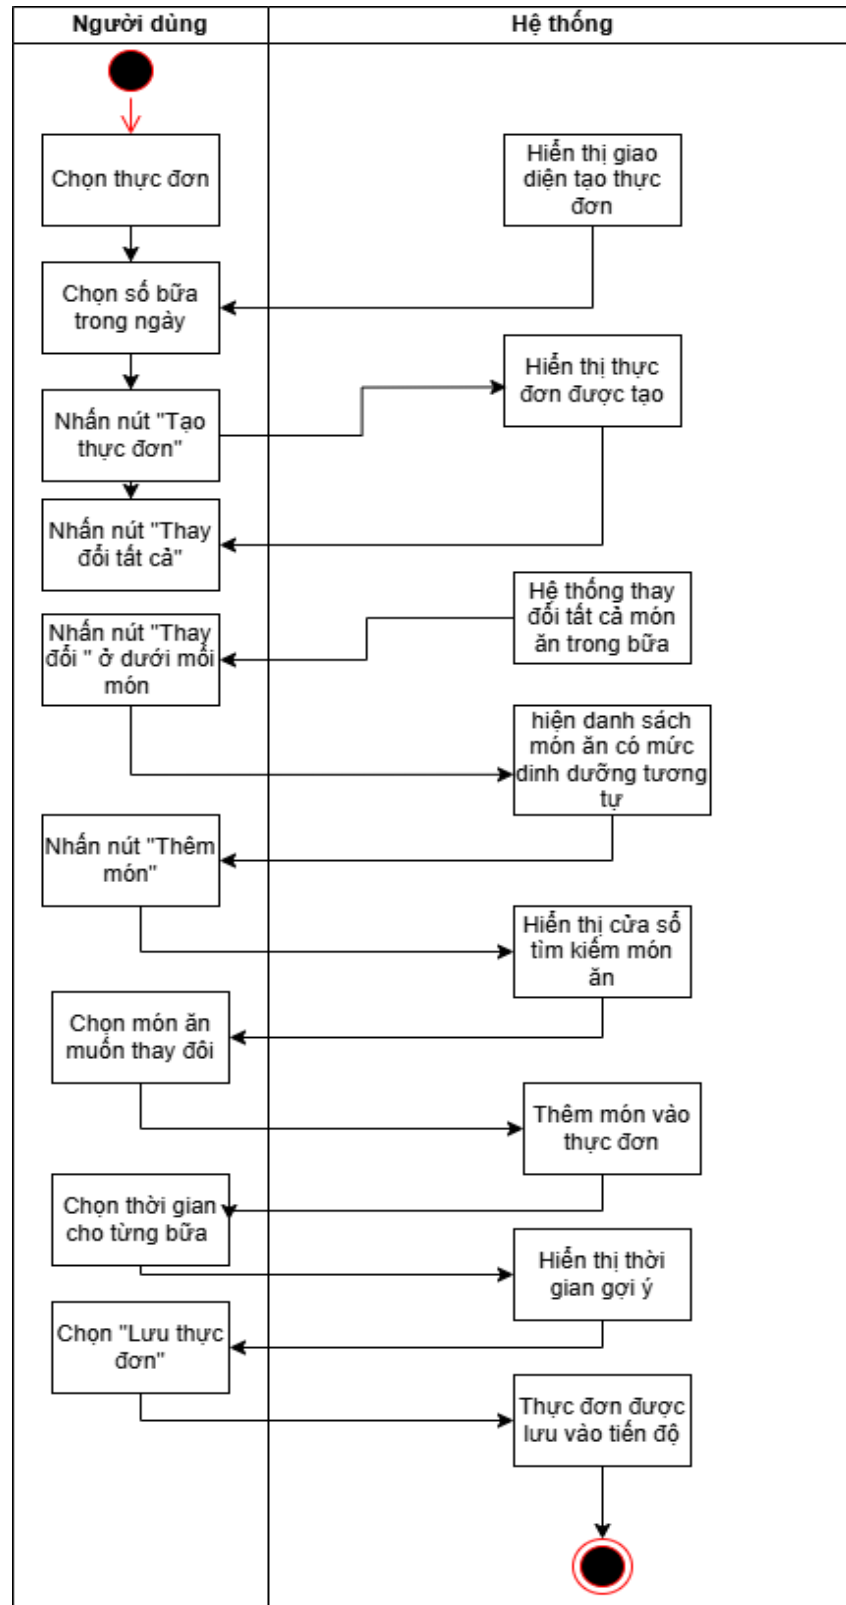 Người dùng
Hệ thống
Chọn thực đơn
Hiển thị giao
diện tạo thực
đơn
Chọn số bữa
trong ngày
Hiển thị thực
đơn được tạo
Nhấn nút "Tạo
thực đơn"
Nhấn nút "Thay
đổi tất cả"
Hệ thống thay
đổi tất cả món
ăn trong bữa
Nhấn nút "Thay
đổi " ở dưới mỗi
món
hiện danh sách
món ăn có mức
dinh dưỡng tương
tự
Nhấn nút "Thêm
món"
Hiển thị cửa sổ
tìm kiếm món
ăn
Chọn món ăn
muốn thay đôi
Thêm món vào
thực đơn
Chọn thời gian
cho từng bữa
Hiển thị thời
gian gợi ý
Chọn "Lưu thực
đơn"
Thực đơn được
lưu vào tiến độ